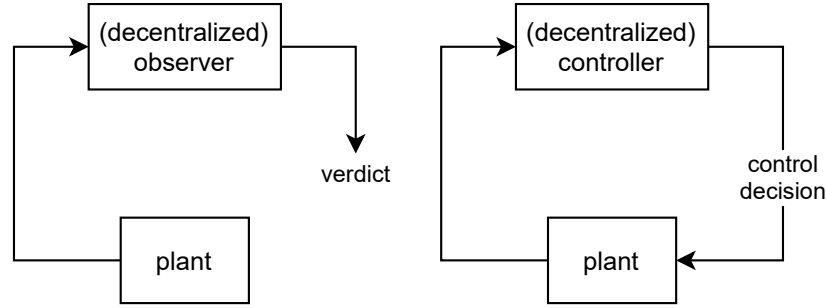 (decentralized)
observer
verdict
plant
(decentralized)
controller
control
decision
plant